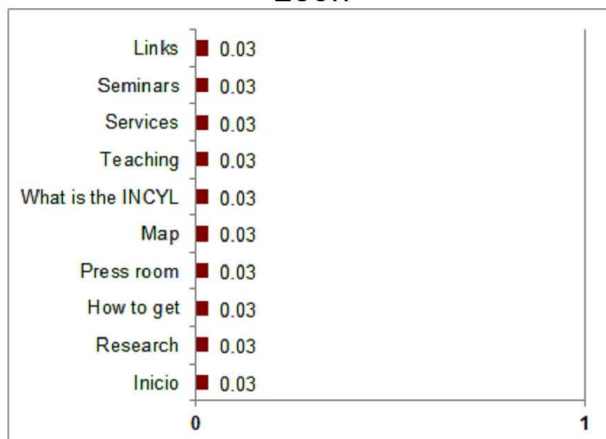 Links 0.03
Seminars 0.03
Services 0.03
Teaching 0.03
What is the INCYL 0.03
Map 0.03
Press room 0.03
How to get 0.03
Research 0.03
Inicio 0.03
0 1